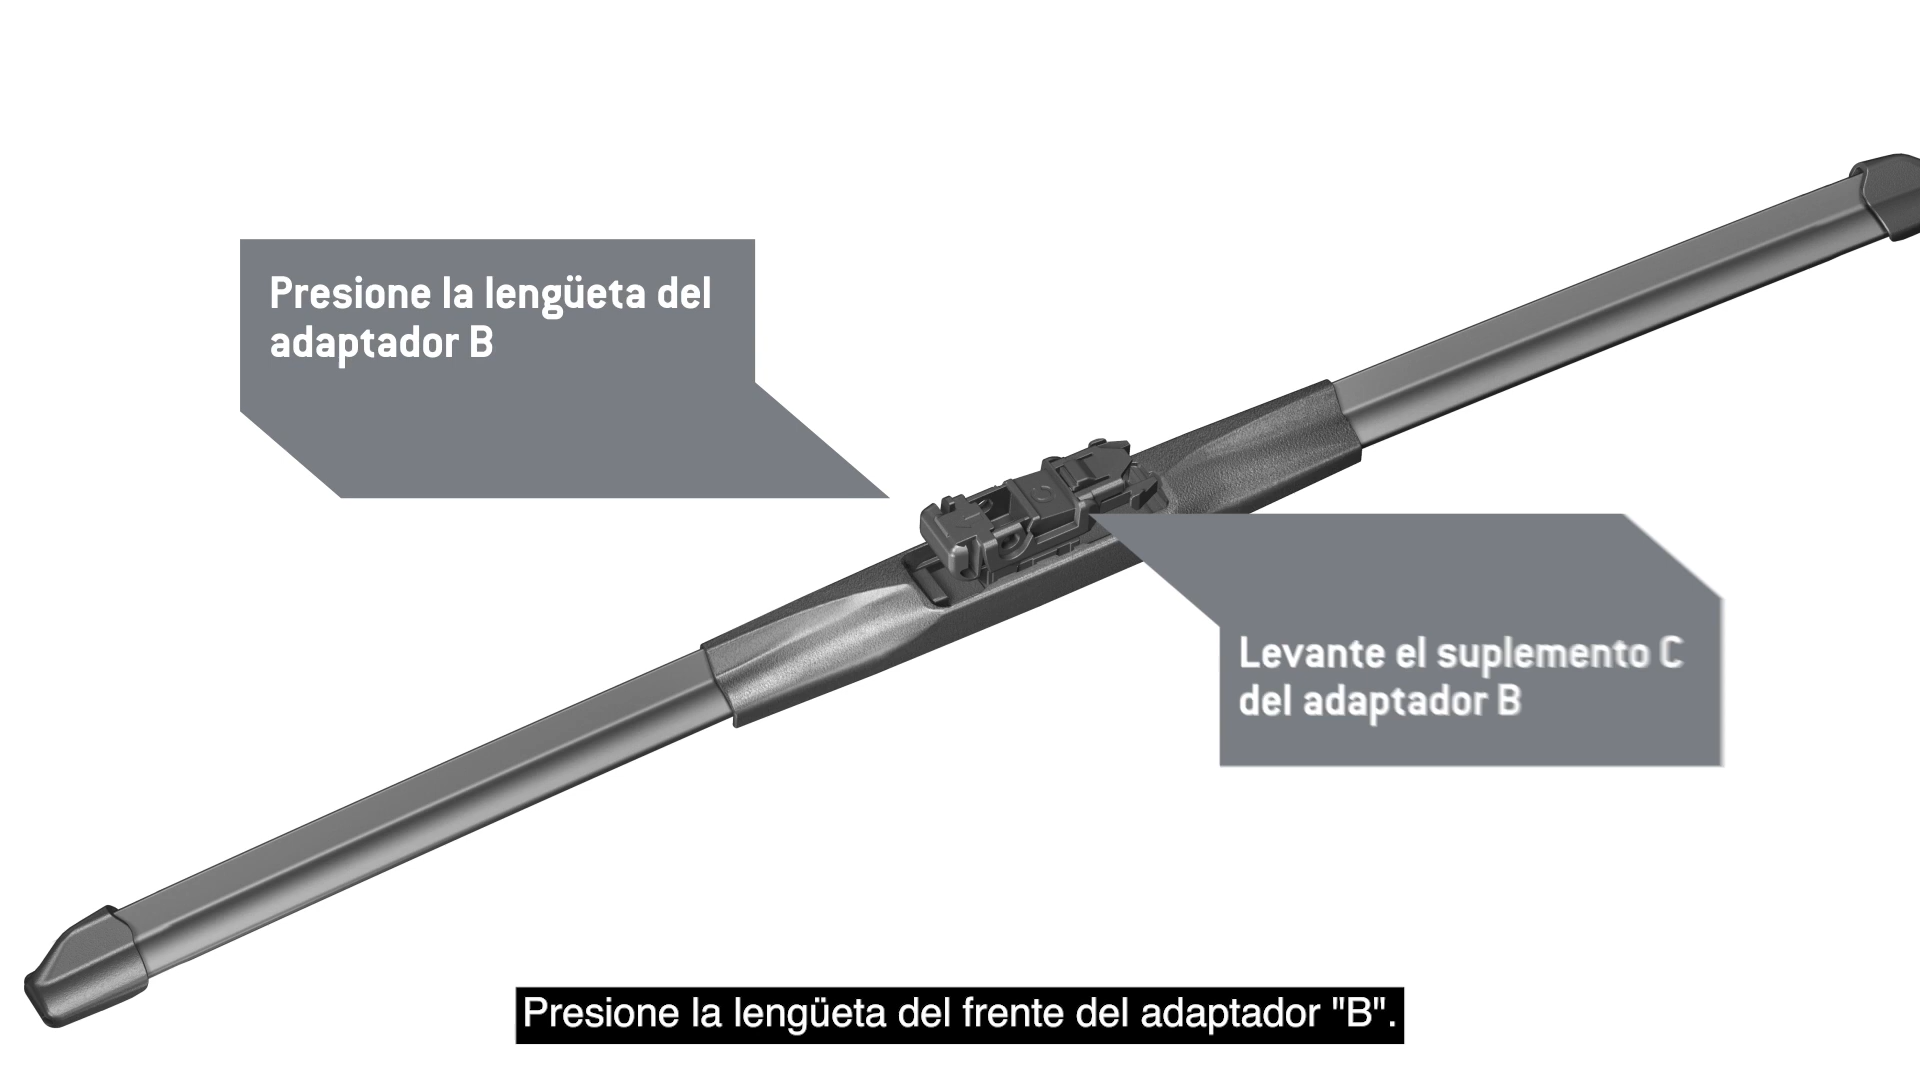 Presione la lengüeta del
adaptador B
Levante el suplemento C
del adaptador B
Presione la lengüeta del frente del adaptador "B".